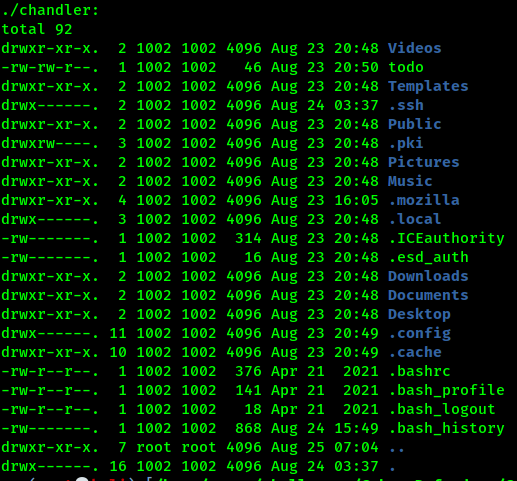 ./chandler:
total 92
drwxr-xr-x.  2 1002 1002 4096 Aug 23 20:48 Videos
-rw-rw-r--.  1 1002 1002   46 Aug 23 20:50 todo
drwxr-xr-x.  2 1002 1002 4096 Aug 23 20:48 Templates
drwx------.  2 1002 1002 4096 Aug 24 03:37 .ssh
drwxr-xr-x.  2 1002 1002 4096 Aug 23 20:48 Public
drwxrw----.  3 1002 1002 4096 Aug 23 20:48 .pki
drwxr-xr-x.  2 1002 1002 4096 Aug 23 20:48 Pictures
drwxr-xr-x.  2 1002 1002 4096 Aug 23 20:48 Music
drwxr-xr-x.  4 1002 1002 4096 Aug 23 16:05 .mozilla
drwx------.  3 1002 1002 4096 Aug 23 20:48 .local
-rw-------.  1 1002 1002  314 Aug 23 20:48 .ICEauthority
-rw-------.  1 1002 1002   16 Aug 23 20:48 .esd_auth
drwxr-xr-x.  2 1002 1002 4096 Aug 23 20:48 Downloads
drwxr-xr-x.  2 1002 1002 4096 Aug 23 20:48 Documents
drwxr-xr-x.  2 1002 1002 4096 Aug 23 20:48 Desktop
drwx------. 11 1002 1002 4096 Aug 23 20:49 .config
drwxr-xr-x. 10 1002 1002 4096 Aug 23 20:49 .cache
-rw-r--r--.  1 1002 1002  376 Apr 21  2021 .bashrc
-rw-r--r--.  1 1002 1002  141 Apr 21  2021 .bash_profile
-rw-r--r--.  1 1002 1002   18 Apr 21  2021 .bash_logout
-rw-------.  1 1002 1002  868 Aug 24 15:49 .bash_history
drwxr-xr-x.  7 root root 4096 Aug 25 07:04 ..
drwx------. 16 1002 1002 4096 Aug 24 03:37 .